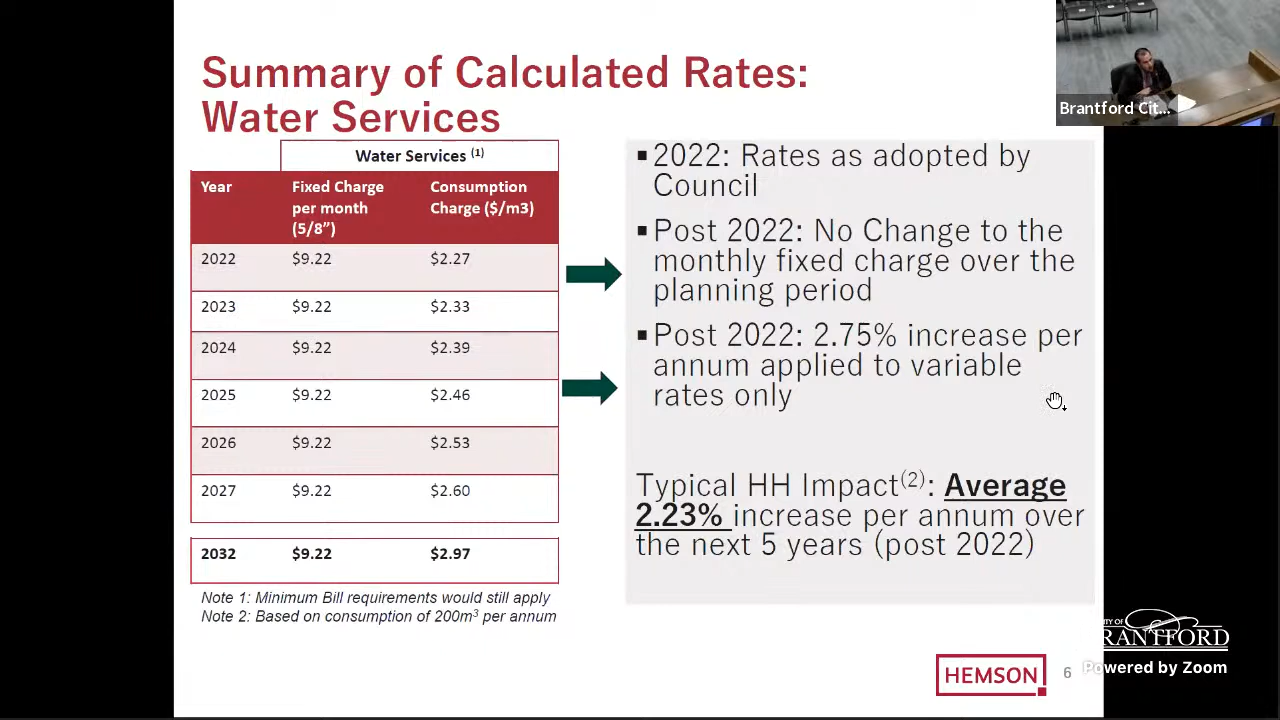 Summary of Calculated Rates:
Water Services
Water Services (1)
Year Fixed Charge per month (5/8”) Consumption Charge ($/m3)
2022 $9.22 $2.27
2023 $9.22 $2.33
2024 $9.22 $2.39
2025 $9.22 $2.46
2026 $9.22 $2.53
2027 $9.22 $2.60
2032 $9.22 $2.97
Note 1: Minimum Bill requirements would still apply
Note 2: Based on consumption of 200m³ per annum
▪2022: Rates as adopted by
Council
▪Post 2022: No Change to the
monthly fixed charge over the
planning period
▪Post 2022: 2.75% increase per
annum applied to variable
rates only
Typical HH Impact(2): Average
2.23% increase per annum over
the next 5 years (post 2022)
HEMSON
6
Brantford Cit...
RANTFORD
Powered by Zoom